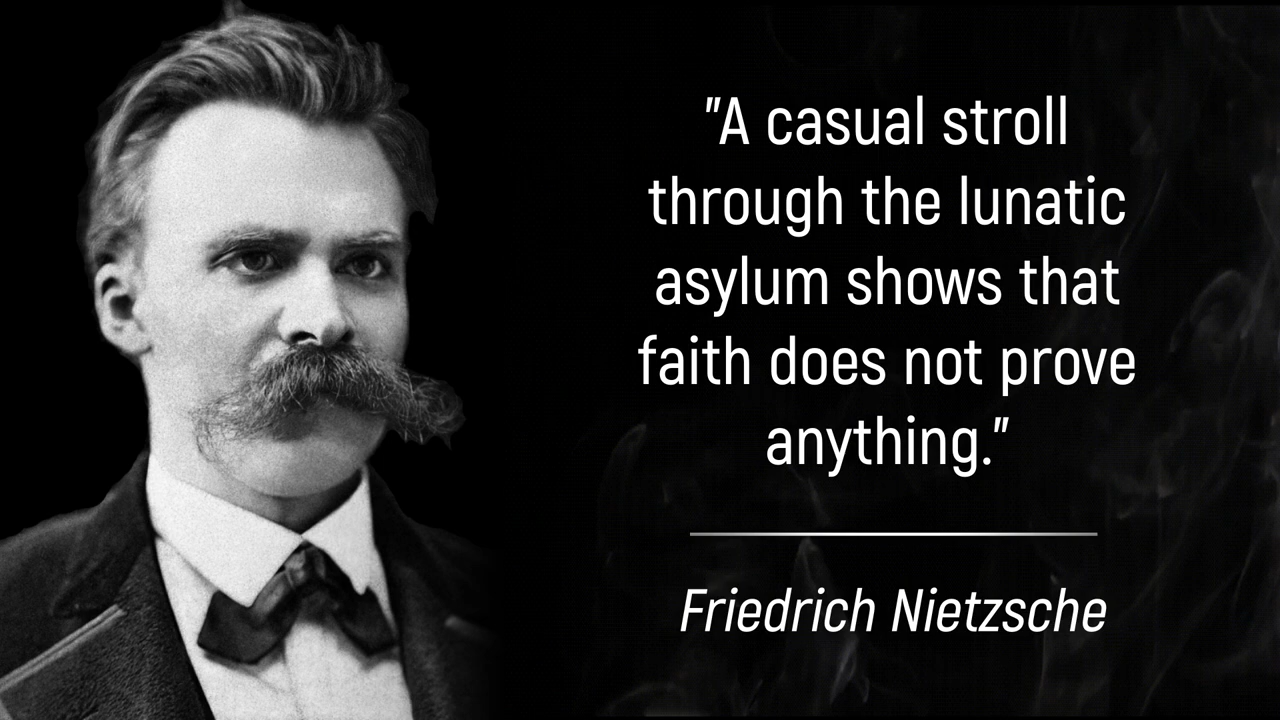 "A casual stroll
through the lunatic
asylum shows that
faith does not prove
anything."
Friedrich Nietzsche